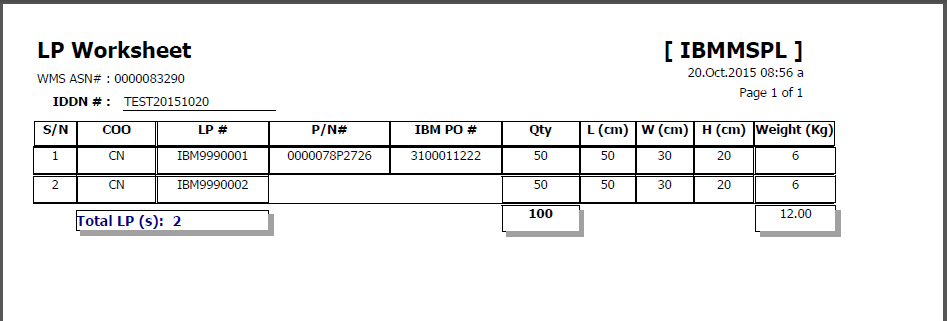 LP Worksheet [ IBMMSPL ]
WMS ASN# : 0000083290 20.Oct.2015 08:56 a
Page 1 of 1
IDDN # : TEST20151020
S/N COO LP # P/N# IBM PO # Qty L (cm) W (cm) H (cm) Weight (Kg)
1 CN IBM9990001 0000078P2726 3100011222 50 50 30 20 6
2 CN IBM9990002 50 50 30 20 6
Total LP (s): 2 100 12.00